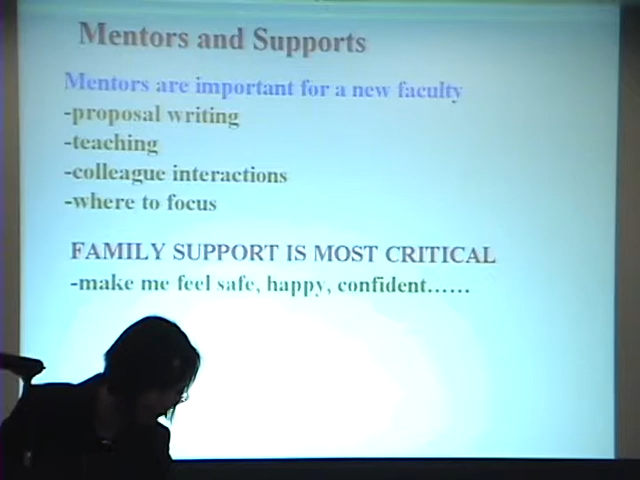 Mentors and Supports
Mentors are important for a new faculty
-proposal writing
-teaching
-colleague interactions
-where to focus
FAMILY SUPPORT IS MOST CRITICAL
-make me feel safe, happy, confident......